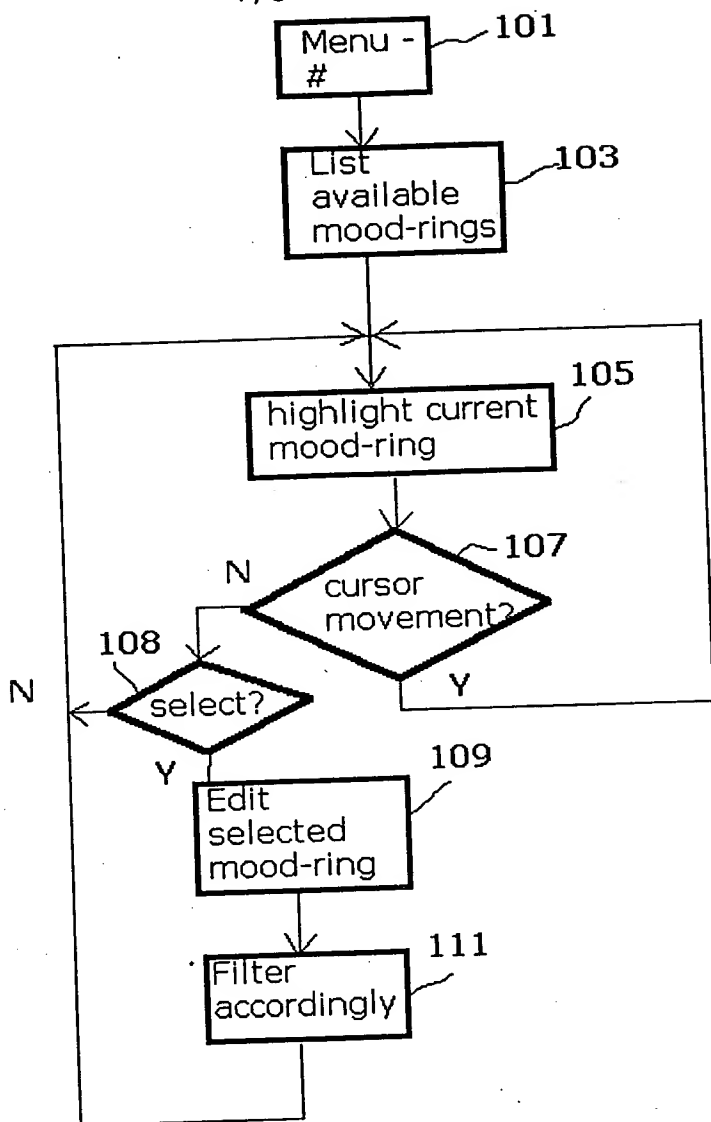 Menu - 101
#
List 103
available
mood-rings
105
highlight current
mood-ring
107
N
cursor
movement?
108
N
select?
Y
Y
109
Edit
selected
mood-ring
111
Filter
accordingly